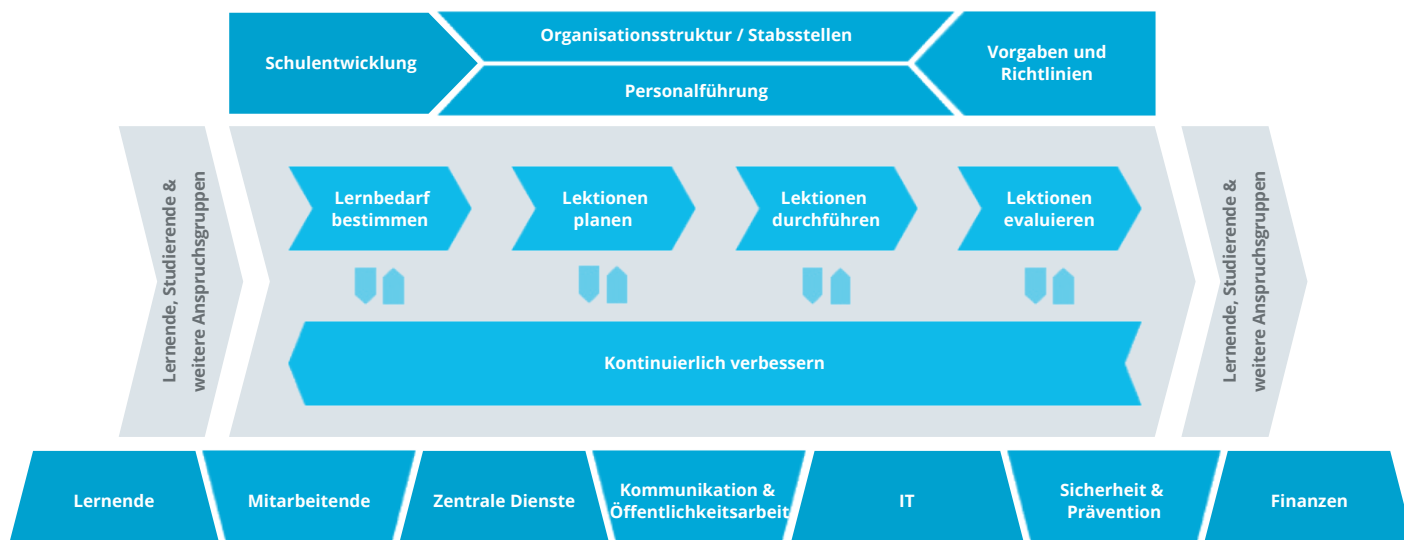 Schulentwicklung
Organisationsstruktur / Stabsstellen
Personalführung
Vorgaben und
Richtlinien
Lernende, Studierende &
weitere Anspruchsgruppen
Lernbedarf
bestimmen
Lektionen
planen
Lektionen
durchführen
Lektionen
evaluieren
Kontinuierlich verbessern
Lernende, Studierende &
weitere Anspruchsgruppen
Lernende
Mitarbeitende
Zentrale Dienste
Kommunikation &
Öffentlichkeitsarbeit
IT
Sicherheit &
Prävention
Finanzen